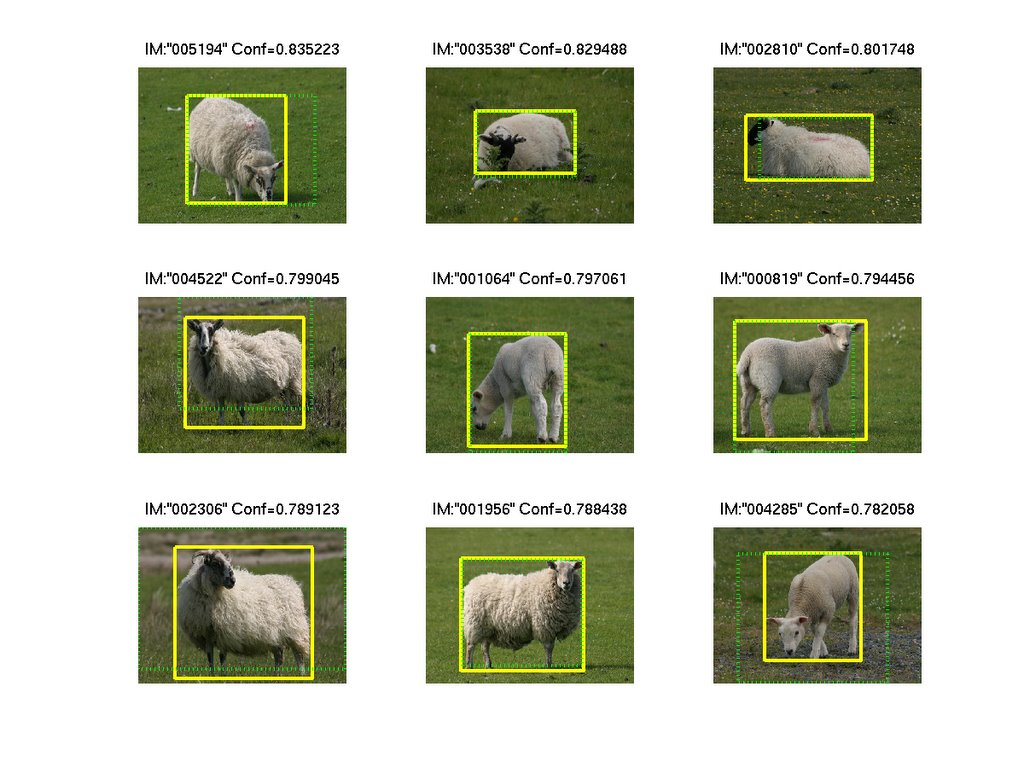 IM:"005194" Conf=0.835223
IM:"003538" Conf=0.829488
IM:"002810" Conf=0.801748
IM:"004522" Conf=0.799045
IM:"001064" Conf=0.797061
IM:"000819" Conf=0.794456
IM:"002306" Conf=0.789123
IM:"001956" Conf=0.788438
IM:"004285" Conf=0.782058